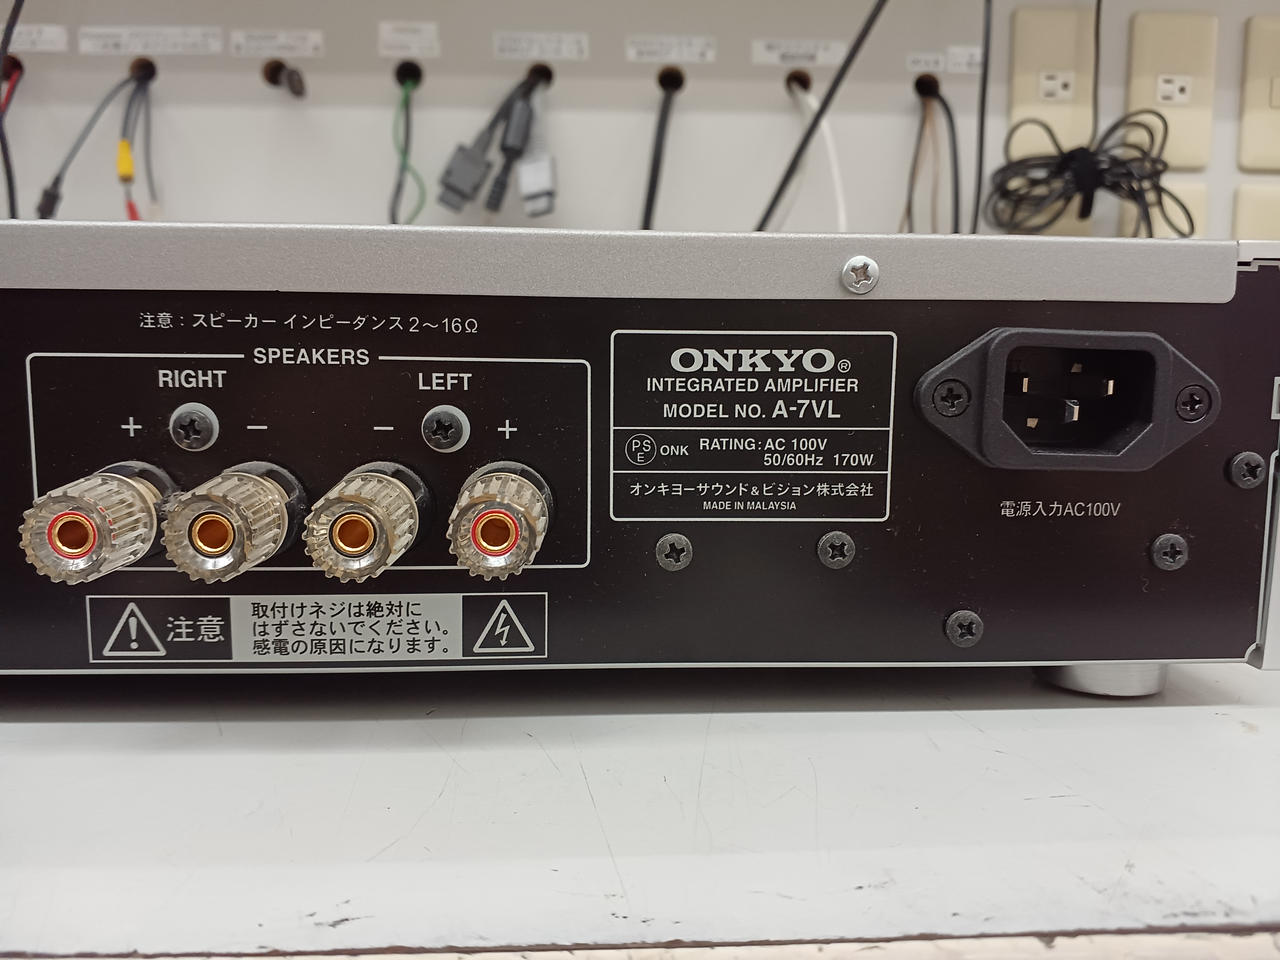 注意：スピーカー インピーダンス 2～16Ω
SPEAKERS
RIGHT
LEFT
+ − − +
注意
取付けネジは絶対に
はずさないでください。
感電の原因になります。
ONKYO®
INTEGRATED AMPLIFIER
MODEL NO. A-7VL
PS
E
ONK
RATING: AC 100V
50/60Hz 170W
オンキヨーサウンド&ビジョン株式会社
MADE IN MALAYSIA
電源入力AC100V